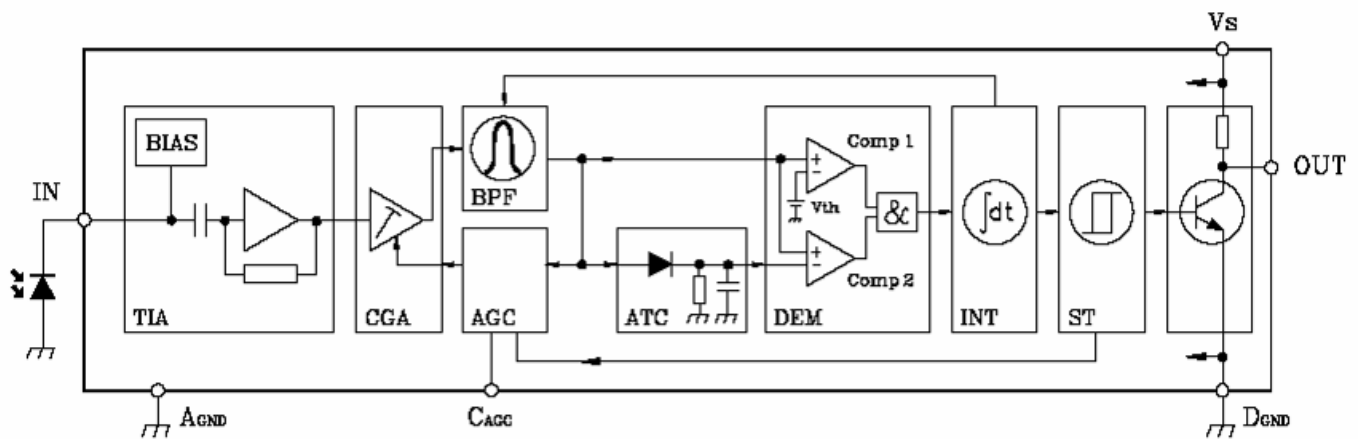 Vs
BIAS
Comp 1
IN
+
−
OUT
BPF
Vth
&
∫dt
+
−
Comp 2
TIA
CGA
AGC
ATC
DEM
INT
ST
AGND
CAGC
DGND